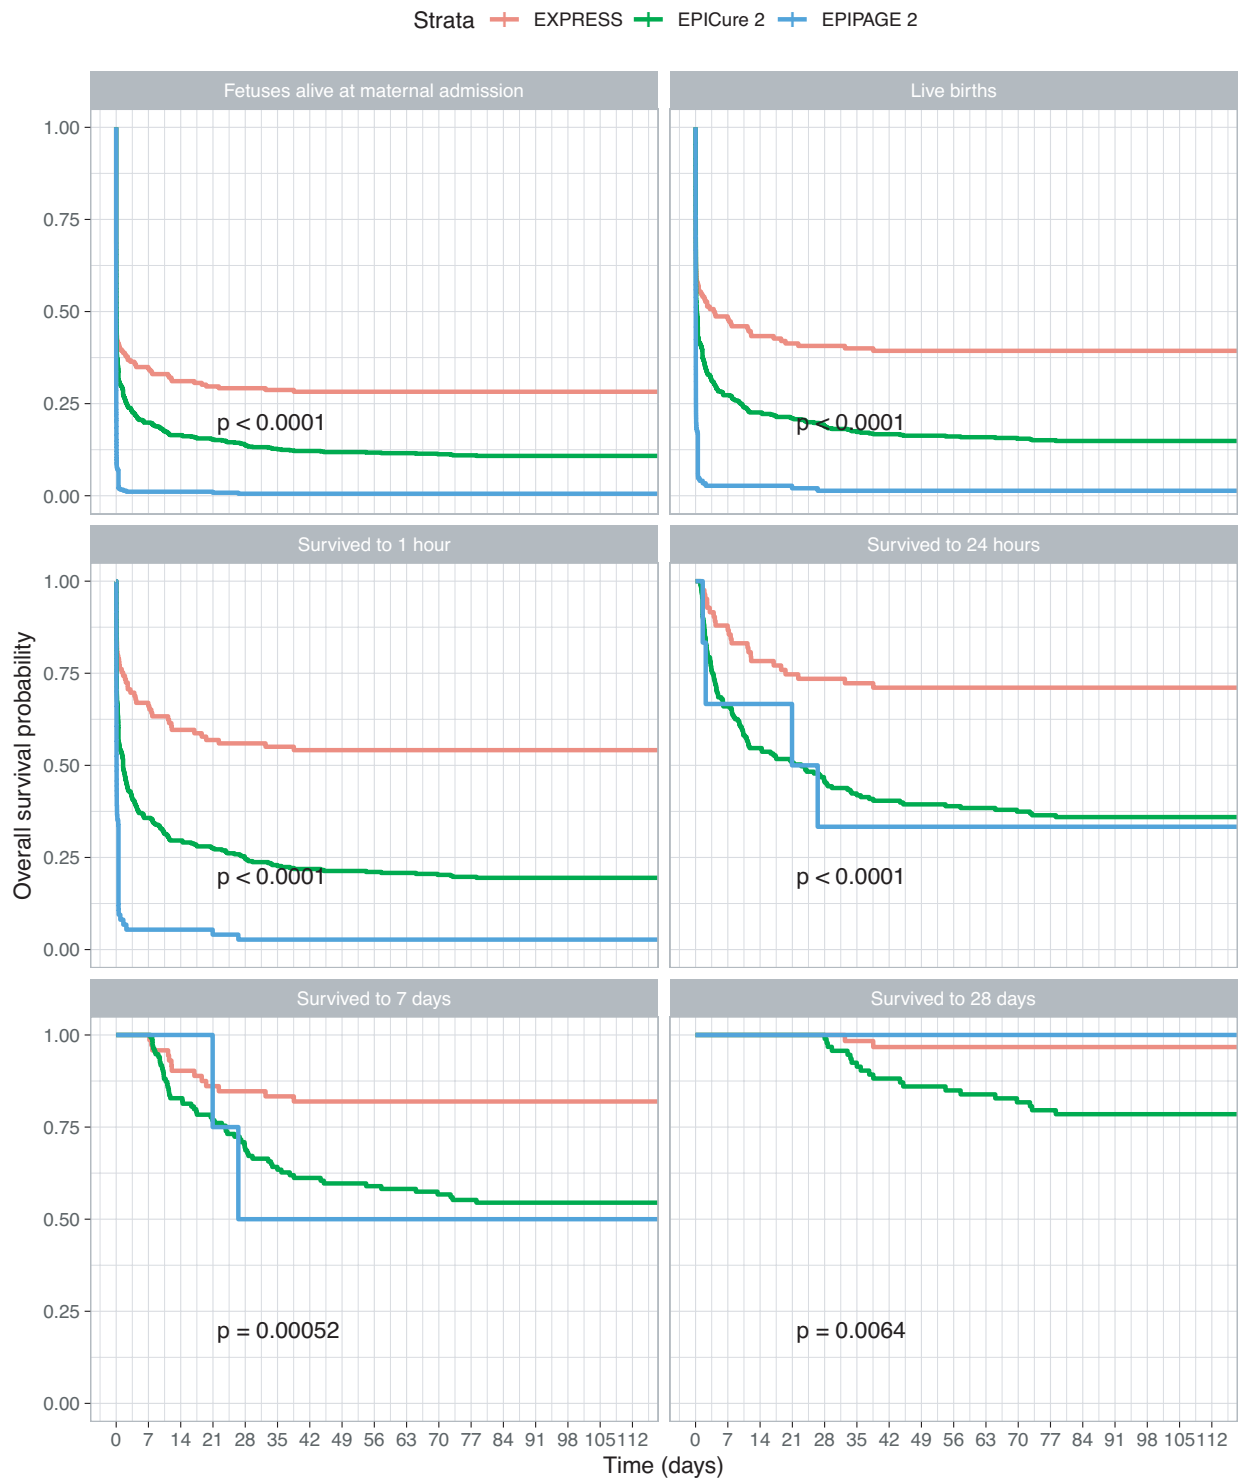 Strata EXPRESS EPICure 2 EPIPAGE 2
Fetuses alive at maternal admission
1.00
0.75
0.50
0.25
0.00
p < 0.0001
Live births
p < 0.0001
Overall survival probability
Survived to 1 hour
1.00
0.75
0.50
0.25
0.00
p < 0.0001
Survived to 24 hours
p < 0.0001
Survived to 7 days
1.00
0.75
0.50
0.25
0.00
p = 0.00052
Survived to 28 days
p = 0.0064
0 7 14 21 28 35 42 49 56 63 70 77 84 91 98 105 112
0 7 14 21 28 35 42 49 56 63 70 77 84 91 98 105 112
Time (days)